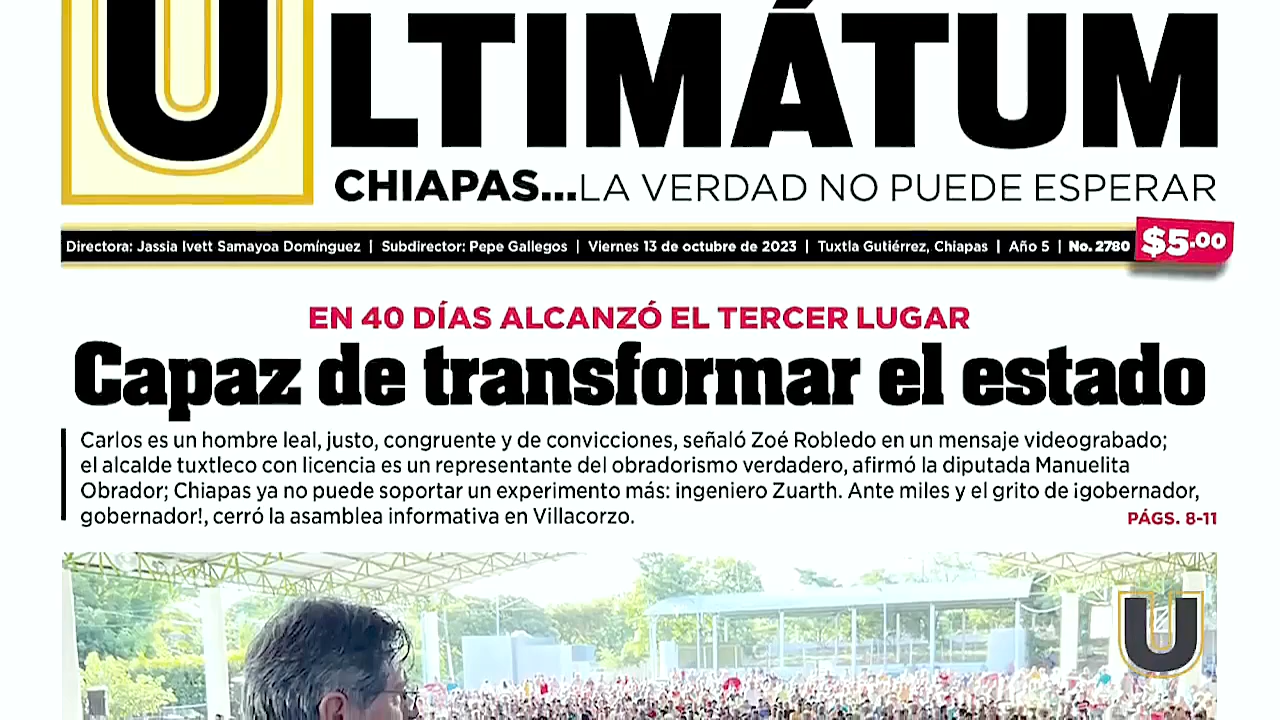 ULTIMÁTUM
CHIAPAS...LA VERDAD NO PUEDE ESPERAR
Directora: Jassia Ivett Samayoa Domínguez | Subdirector: Pepe Gallegos | Viernes 13 de octubre de 2023 | Tuxtla Gutiérrez, Chiapas | Año 5 | No. 2780 $5.00
EN 40 DÍAS ALCANZÓ EL TERCER LUGAR
Capaz de transformar el estado
Carlos es un hombre leal, justo, congruente y de convicciones, señaló Zoé Robledo en un mensaje videograbado;
el alcalde tuxtleco con licencia es un representante del obradorismo verdadero, afirmó la diputada Manuelita
Obrador; Chiapas ya no puede soportar un experimento más: ingeniero Zuarth. Ante miles y el grito de ¡gobernador,
gobernador!, cerró la asamblea informativa en Villacorzo.
PÁGS. 8-11
U